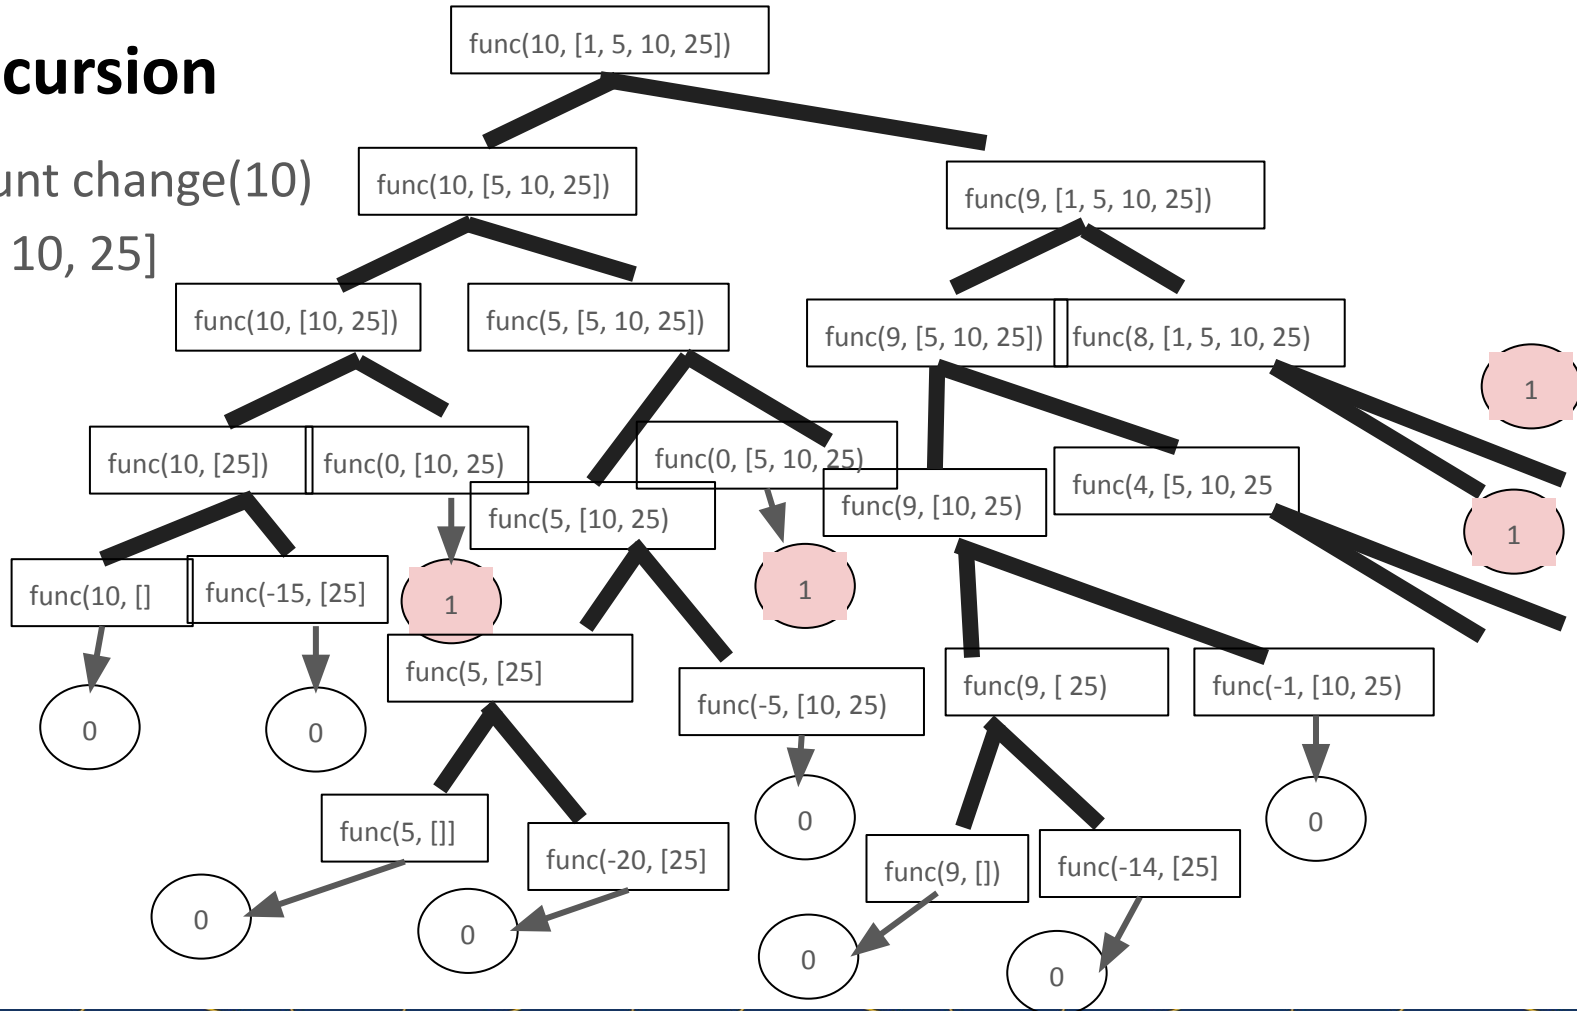 func(10, [1, 5, 10, 25])
cursion
unt change(10)
func(10, [5, 10, 25])
func(9, [1, 5, 10, 25])
10, 25]
func(10, [10, 25])
func(5, [5, 10, 25])
func(9, [5, 10, 25])
func(8, [1, 5, 10, 25)
1
func(10, [25])
func(0, [10, 25)
func(0, [5, 10, 25)
func(4, [5, 10, 25
func(5, [10, 25)
func(9, [10, 25)
1
func(10, []
func(-15, [25]
1
1
func(5, [25]
func(-5, [10, 25)
func(9, [ 25)
func(-1, [10, 25)
0
0
0
0
func(5, []]
func(-20, [25]
func(9, [])
func(-14, [25]
0
0
0
0